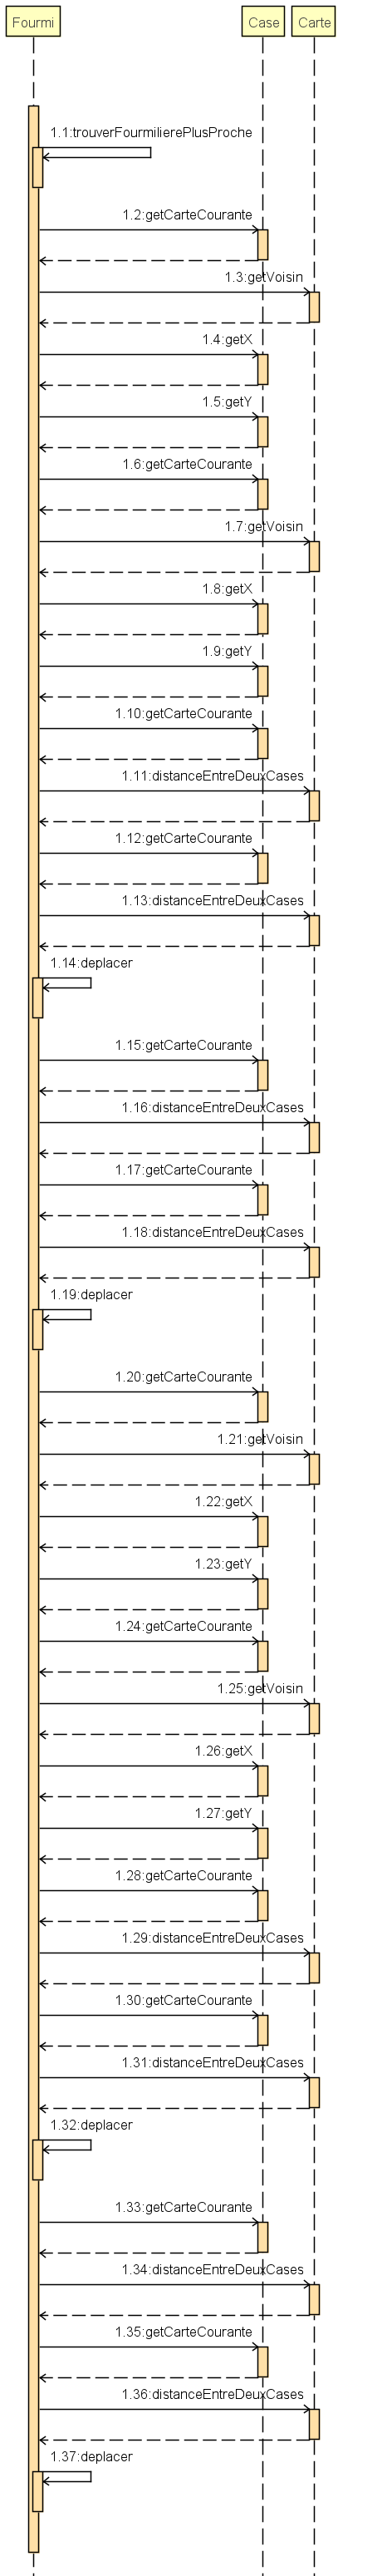 Fourmi
Case
Carte
1.1:trouverFourmilierePlusProche
1.2:getCarteCourante
1.3:getVoisin
1.4:getX
1.5:getY
1.6:getCarteCourante
1.7:getVoisin
1.8:getX
1.9:getY
1.10:getCarteCourante
1.11:distanceEntreDeuxCases
1.12:getCarteCourante
1.13:distanceEntreDeuxCases
1.14:deplacer
1.15:getCarteCourante
1.16:distanceEntreDeuxCases
1.17:getCarteCourante
1.18:distanceEntreDeuxCases
1.19:deplacer
1.20:getCarteCourante
1.21:getVoisin
1.22:getX
1.23:getY
1.24:getCarteCourante
1.25:getVoisin
1.26:getX
1.27:getY
1.28:getCarteCourante
1.29:distanceEntreDeuxCases
1.30:getCarteCourante
1.31:distanceEntreDeuxCases
1.32:deplacer
1.33:getCarteCourante
1.34:distanceEntreDeuxCases
1.35:getCarteCourante
1.36:distanceEntreDeuxCases
1.37:deplacer